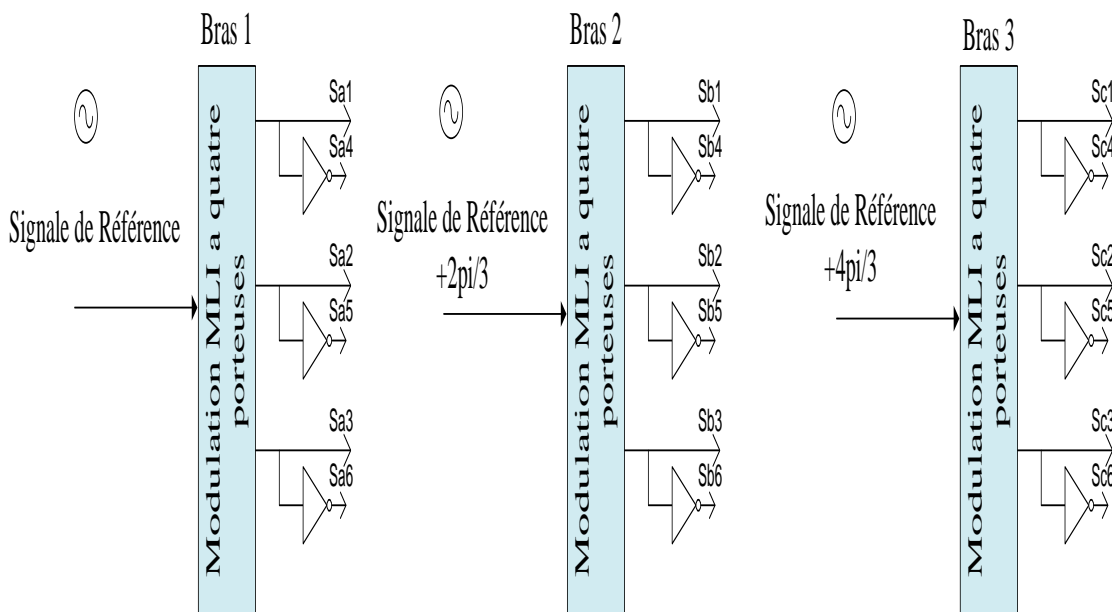 Bras 1
Signale de Référence
Modulation MLI a quatre
porteuses
Sa1
Sa4
Sa2
Sa5
Sa3
Sa6
Bras 2
Signale de Référence
+2pi/3
Modulation MLI a quatre
porteuses
Sb1
Sb4
Sb2
Sb5
Sb3
Sb6
Bras 3
Signale de Référence
+4pi/3
Modulation MLI a quatre
porteuses
Sc1
Sc4
Sc2
Sc5
Sc3
Sc6